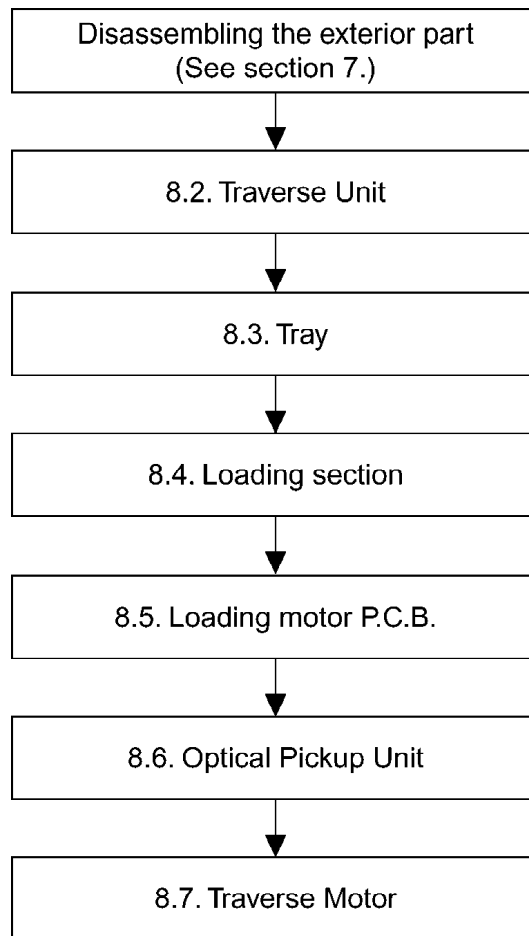 Disassembling the exterior part
(See section 7.)
8.2. Traverse Unit
8.3. Tray
8.4. Loading section
8.5. Loading motor P.C.B.
8.6. Optical Pickup Unit
8.7. Traverse Motor